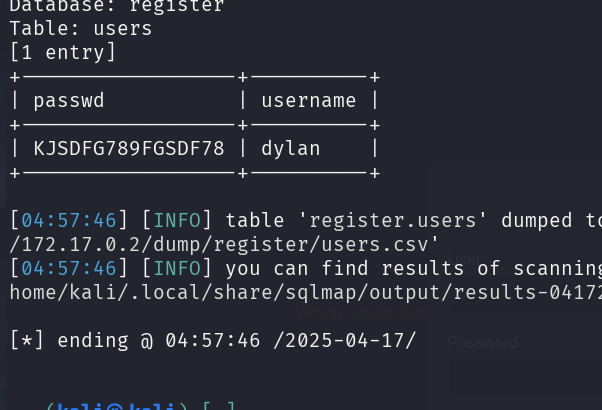 Database: register
Table: users
[1 entry]
+------------------+----------+
| passwd           | username |
+------------------+----------+
| KJSDFG789FGSDF78 | dylan    |
+------------------+----------+
[04:57:46] [INFO] table 'register.users' dumped to
/172.17.0.2/dump/register/users.csv'
[04:57:46] [INFO] you can find results of scanning
home/kali/.local/share/sqlmap/output/results-04172
[*] ending @ 04:57:46 /2025-04-17/
User:
Password:
(kali㉿kali)-[~]